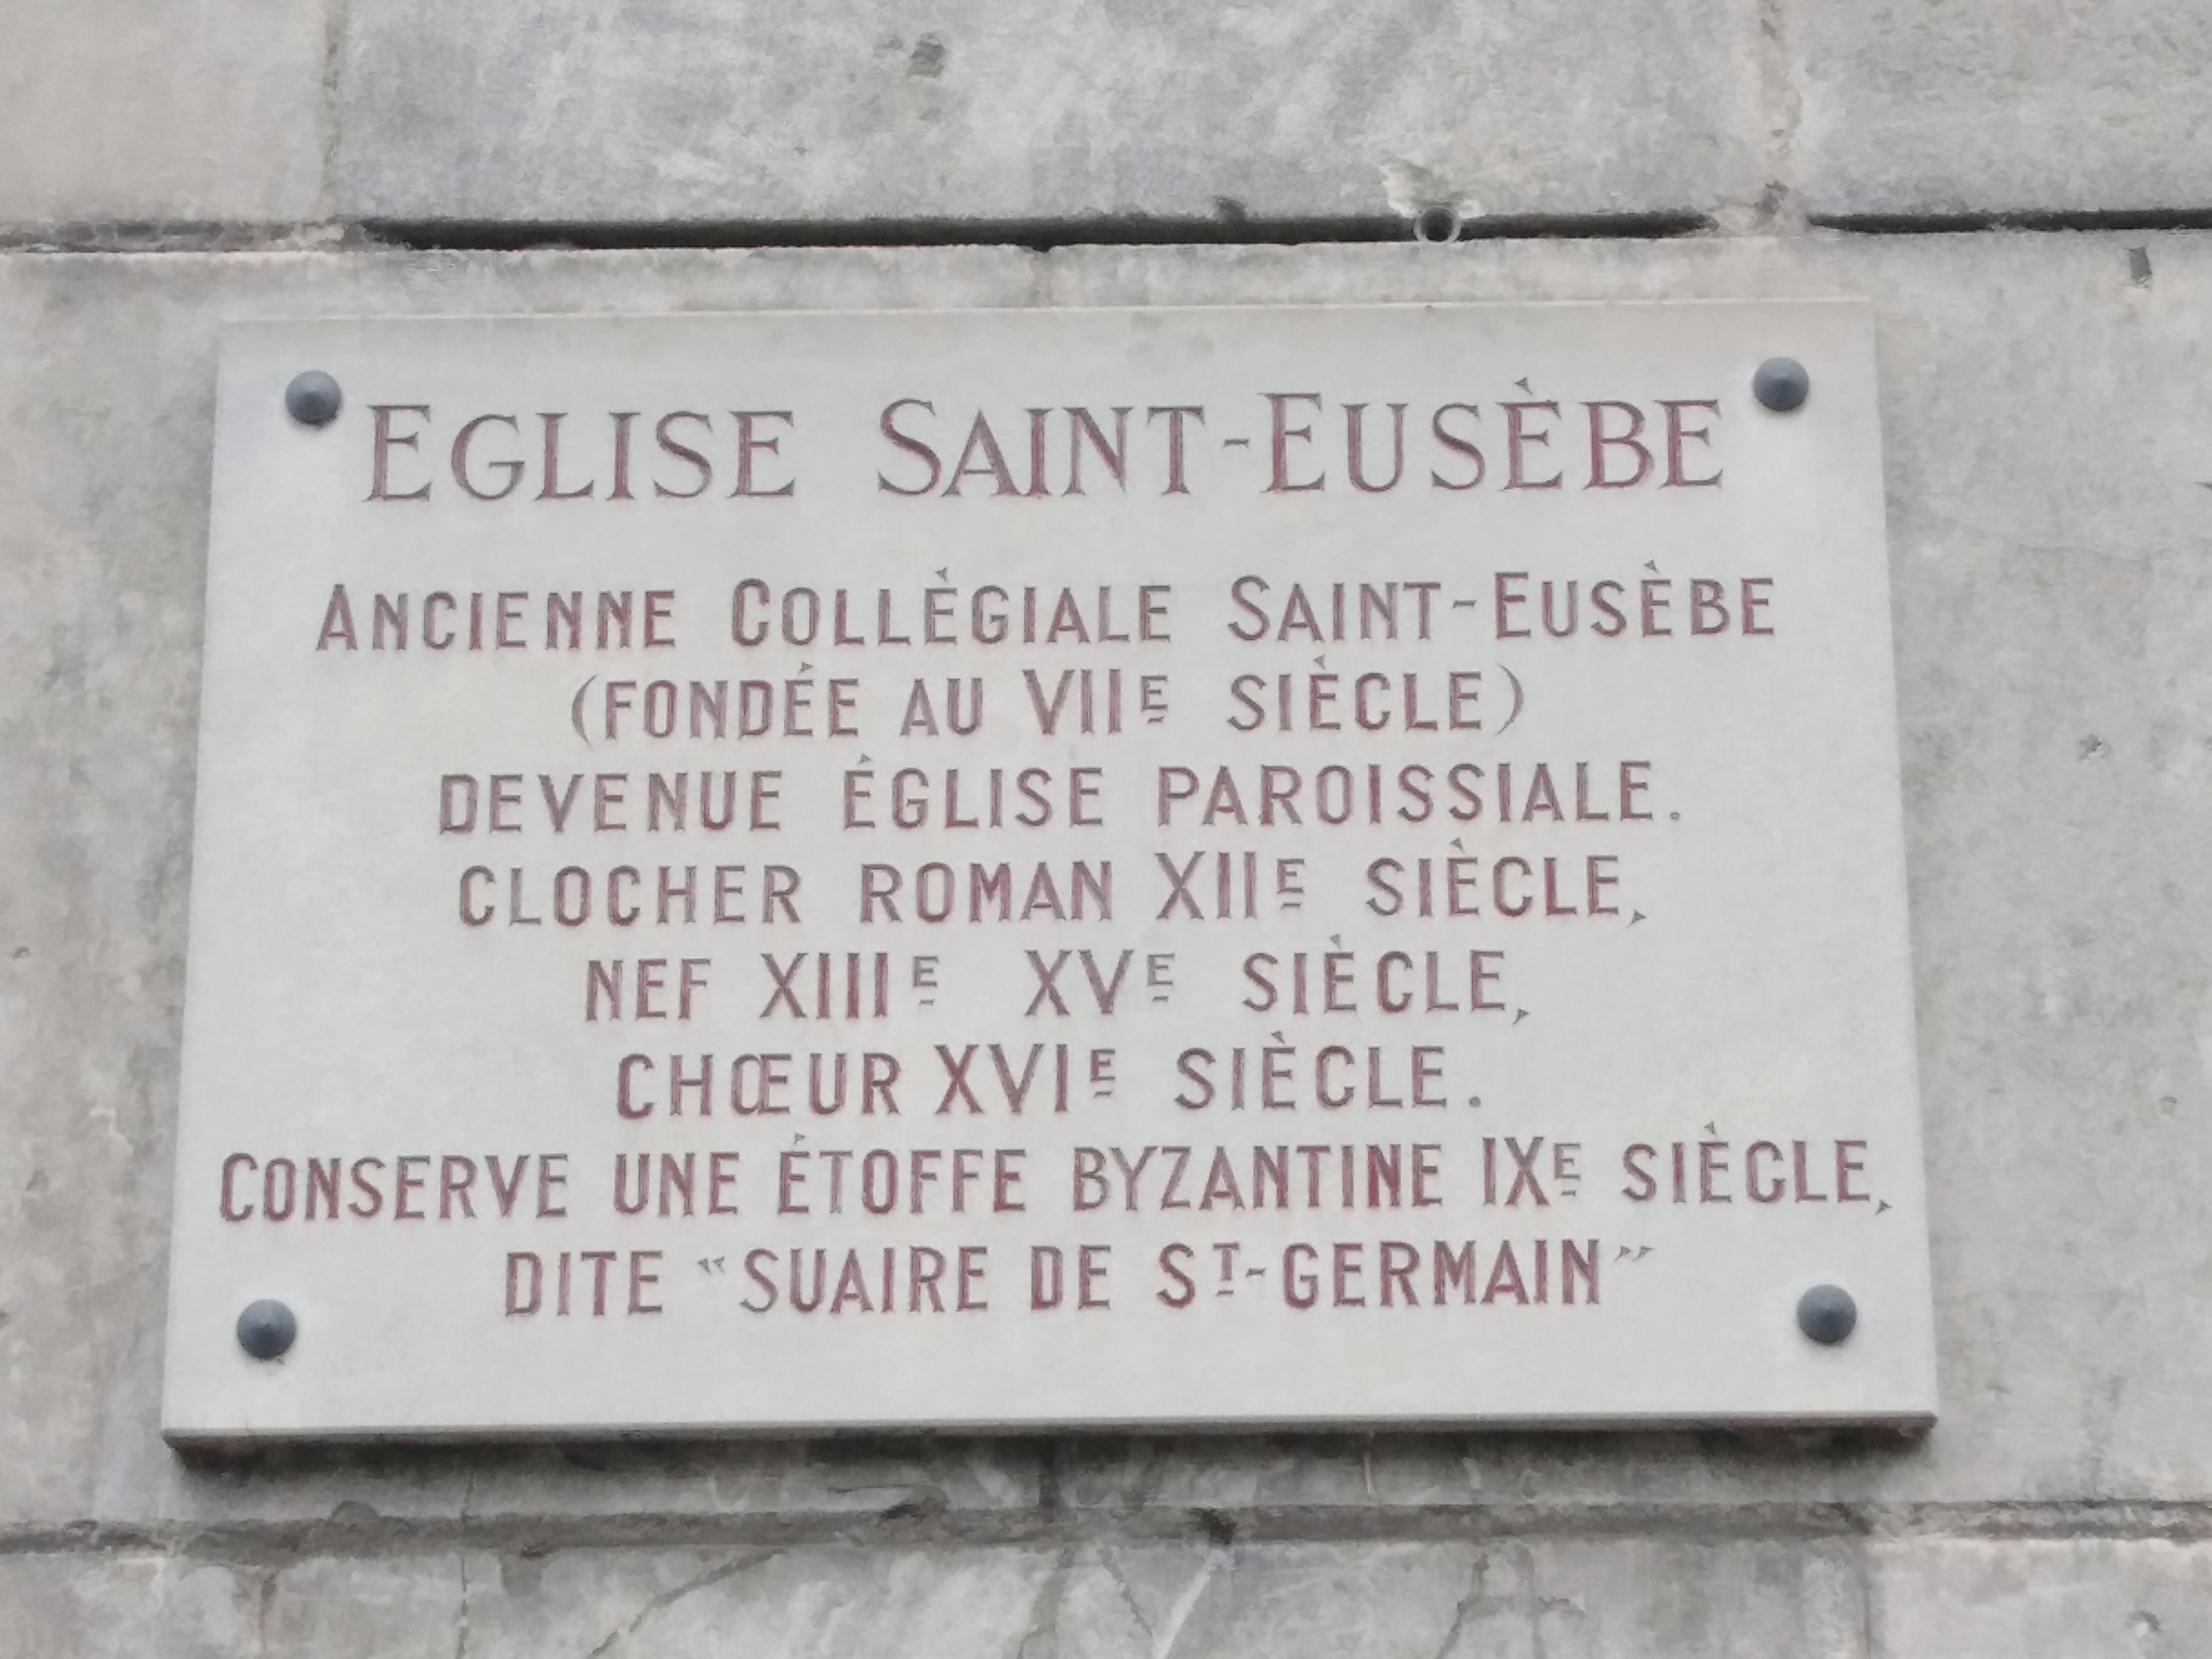 EGLISE SAINT-EUSÈBE
ANCIENNE COLLÈGIALE SAINT-EUSÈBE
(FONDÉE AU VIIE SIÈCLE)
DEVENUE ÉGLISE PAROISSIALE.
CLOCHER ROMAN XIIE SIÈCLE,
NEF XIIIE XVE SIÈCLE,
CHŒUR XVIE SIÈCLE.
CONSERVE UNE ÉTOFFE BYZANTINE IXE SIÈCLE,
DITE "SUAIRE DE ST-GERMAIN"